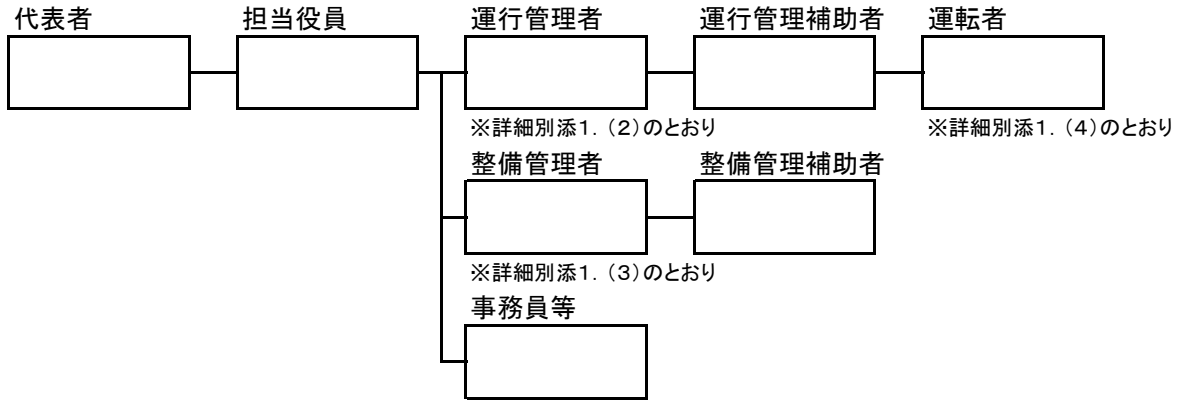 代表者 担当役員 運行管理者 運行管理補助者 運転者
※詳細別添1.(2)のとおり ※詳細別添1.(4)のとおり
整備管理者 整備管理補助者
※詳細別添1.(3)のとおり
事務員等